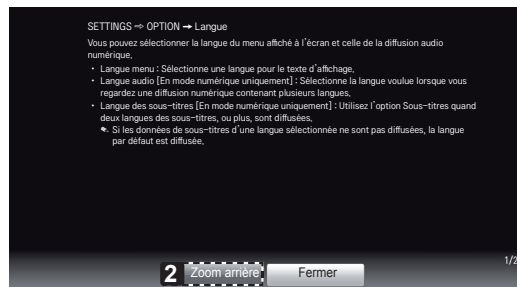 SETTINGS ⇨ OPTION ➞ Langue
Vous pouvez sélectionner la langue du menu affiché à l'écran et celle de la diffusion audio
numérique.
• Langue menu : Sélectionne une langue pour le texte d'affichage.
• Langue audio [En mode numérique uniquement] : Sélectionne la langue voulue lorsque vous
regardez une diffusion numérique contenant plusieurs langues.
• Langue des sous-titres [En mode numérique uniquement] : Utilisez l'option Sous-titres quand
deux langues des sous-titres, ou plus, sont diffusées.
Si les données de sous-titres d'une langue sélectionnée ne sont pas diffusées, la langue
par défaut est diffusée.
1/2
2 Zoom arrière Fermer